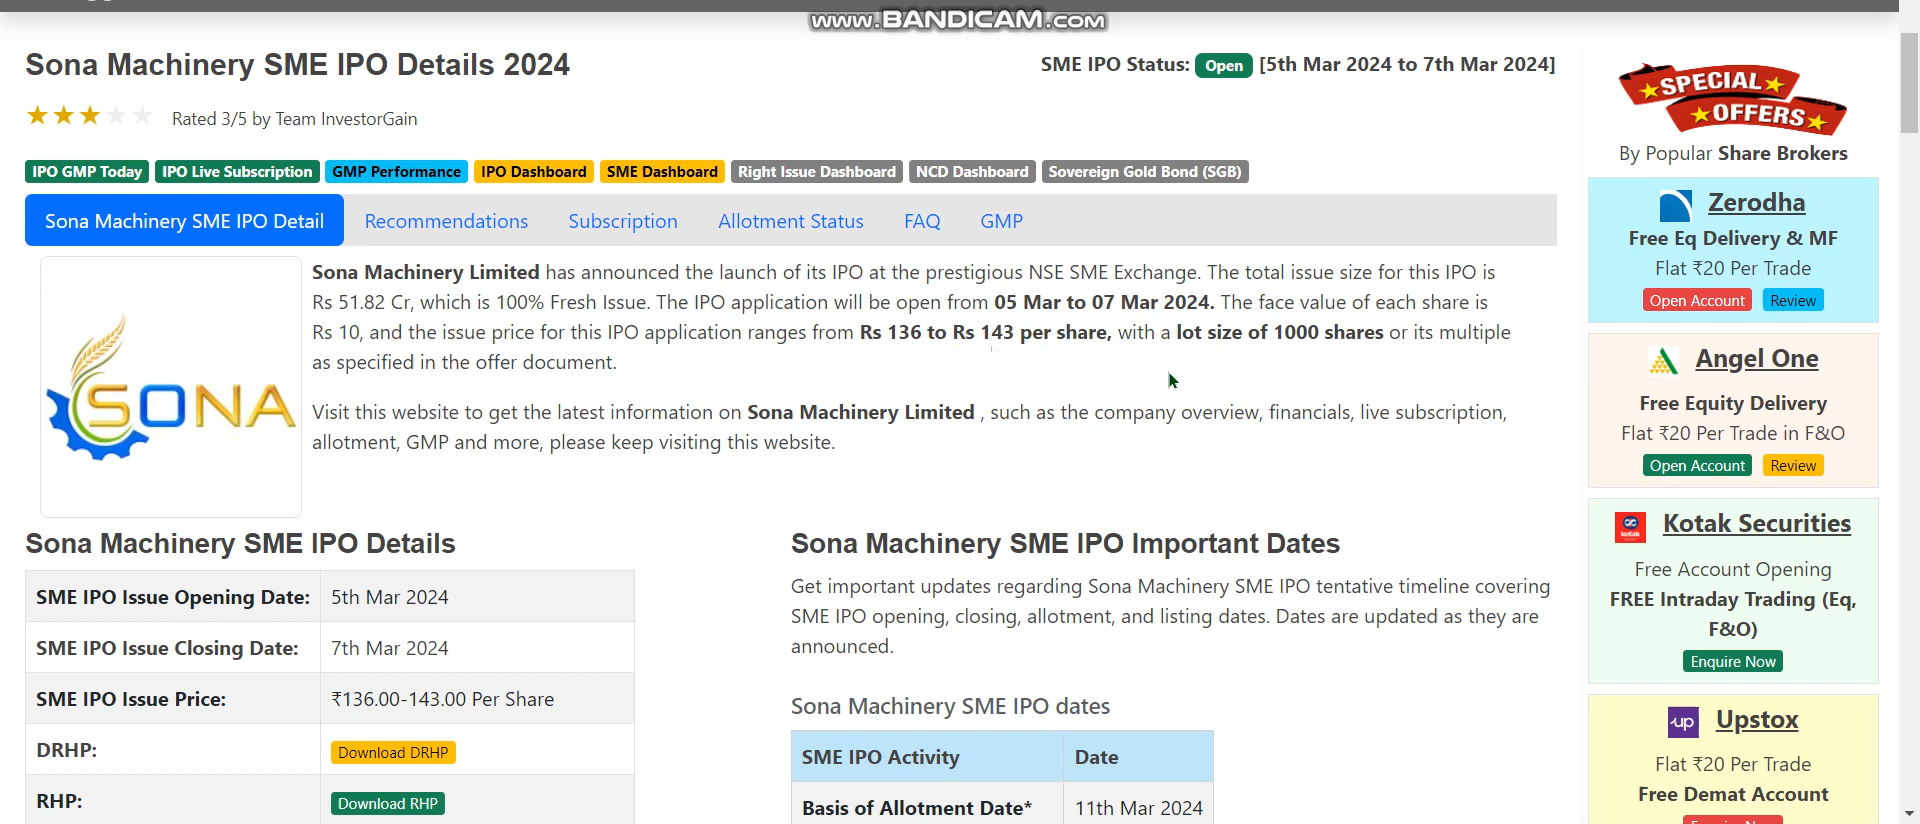 www.BANDICAM.com
Sona Machinery SME IPO Details 2024
SME IPO Status: Open [5th Mar 2024 to 7th Mar 2024]
Rated 3/5 by Team InvestorGain
IPO GMP Today IPO Live Subscription GMP Performance IPO Dashboard SME Dashboard Right Issue Dashboard NCD Dashboard Sovereign Gold Bond (SGB)
Sona Machinery SME IPO Detail Recommendations Subscription Allotment Status FAQ GMP
SONA
Sona Machinery Limited has announced the launch of its IPO at the prestigious NSE SME Exchange. The total issue size for this IPO is
Rs 51.82 Cr, which is 100% Fresh Issue. The IPO application will be open from 05 Mar to 07 Mar 2024. The face value of each share is
Rs 10, and the issue price for this IPO application ranges from Rs 136 to Rs 143 per share, with a lot size of 1000 shares or its multiple
as specified in the offer document.
Visit this website to get the latest information on Sona Machinery Limited , such as the company overview, financials, live subscription,
allotment, GMP and more, please keep visiting this website.
Sona Machinery SME IPO Details
SME IPO Issue Opening Date: 5th Mar 2024
SME IPO Issue Closing Date: 7th Mar 2024
SME IPO Issue Price: ₹136.00-143.00 Per Share
DRHP: Download DRHP
RHP: Download RHP
Sona Machinery SME IPO Important Dates
Get important updates regarding Sona Machinery SME IPO tentative timeline covering
SME IPO opening, closing, allotment, and listing dates. Dates are updated as they are
announced.
Sona Machinery SME IPO dates
SME IPO Activity Date
Basis of Allotment Date* 11th Mar 2024
SPECIAL
OFFERS
By Popular Share Brokers
Zerodha
Free Eq Delivery & MF
Flat ₹20 Per Trade
Open Account Review
Angel One
Free Equity Delivery
Flat ₹20 Per Trade in F&O
Open Account Review
kotak
Kotak Securities
Free Account Opening
FREE Intraday Trading (Eq,
F&O)
Enquire Now
up
Upstox
Flat ₹20 Per Trade
Free Demat Account